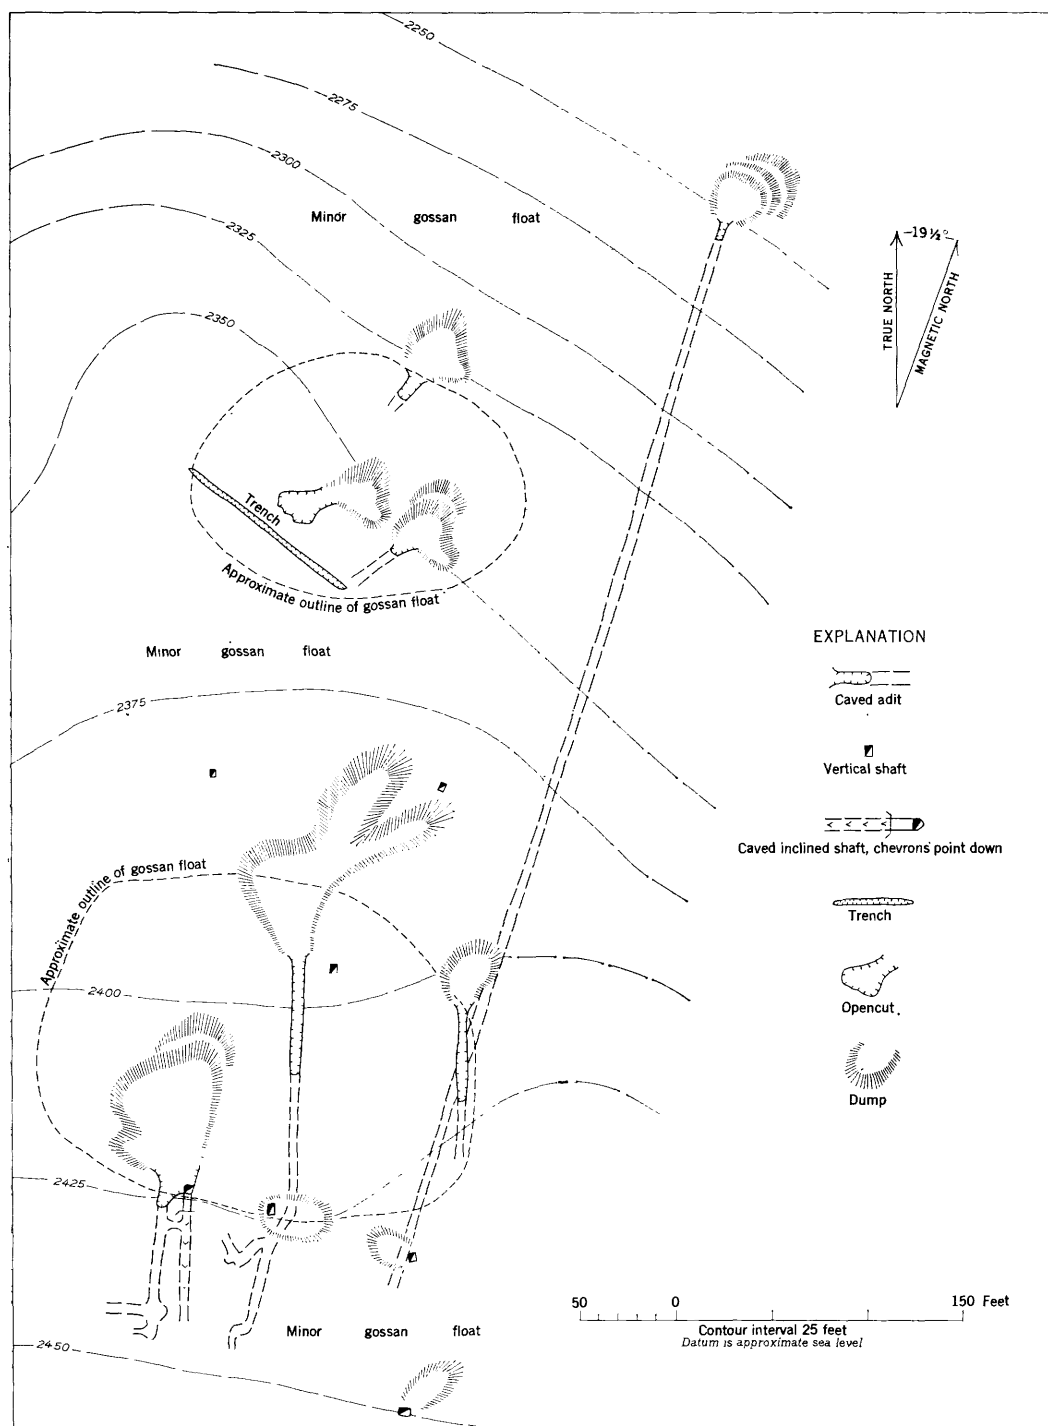 2250
2275
2300
Minor gossan float
2325
-19½°
TRUE NORTH
MAGNETIC NORTH
2350
Trench
Approximate outline of gossan float
EXPLANATION
Minor gossan float
Caved adit
2375
Vertical shaft
Caved inclined shaft, chevrons point down
Approximate outline of gossan float
Trench
2400
Opencut
Dump
2425
50 0 150 Feet
Contour interval 25 feet
Datum is approximate sea level
Minor gossan float
2450